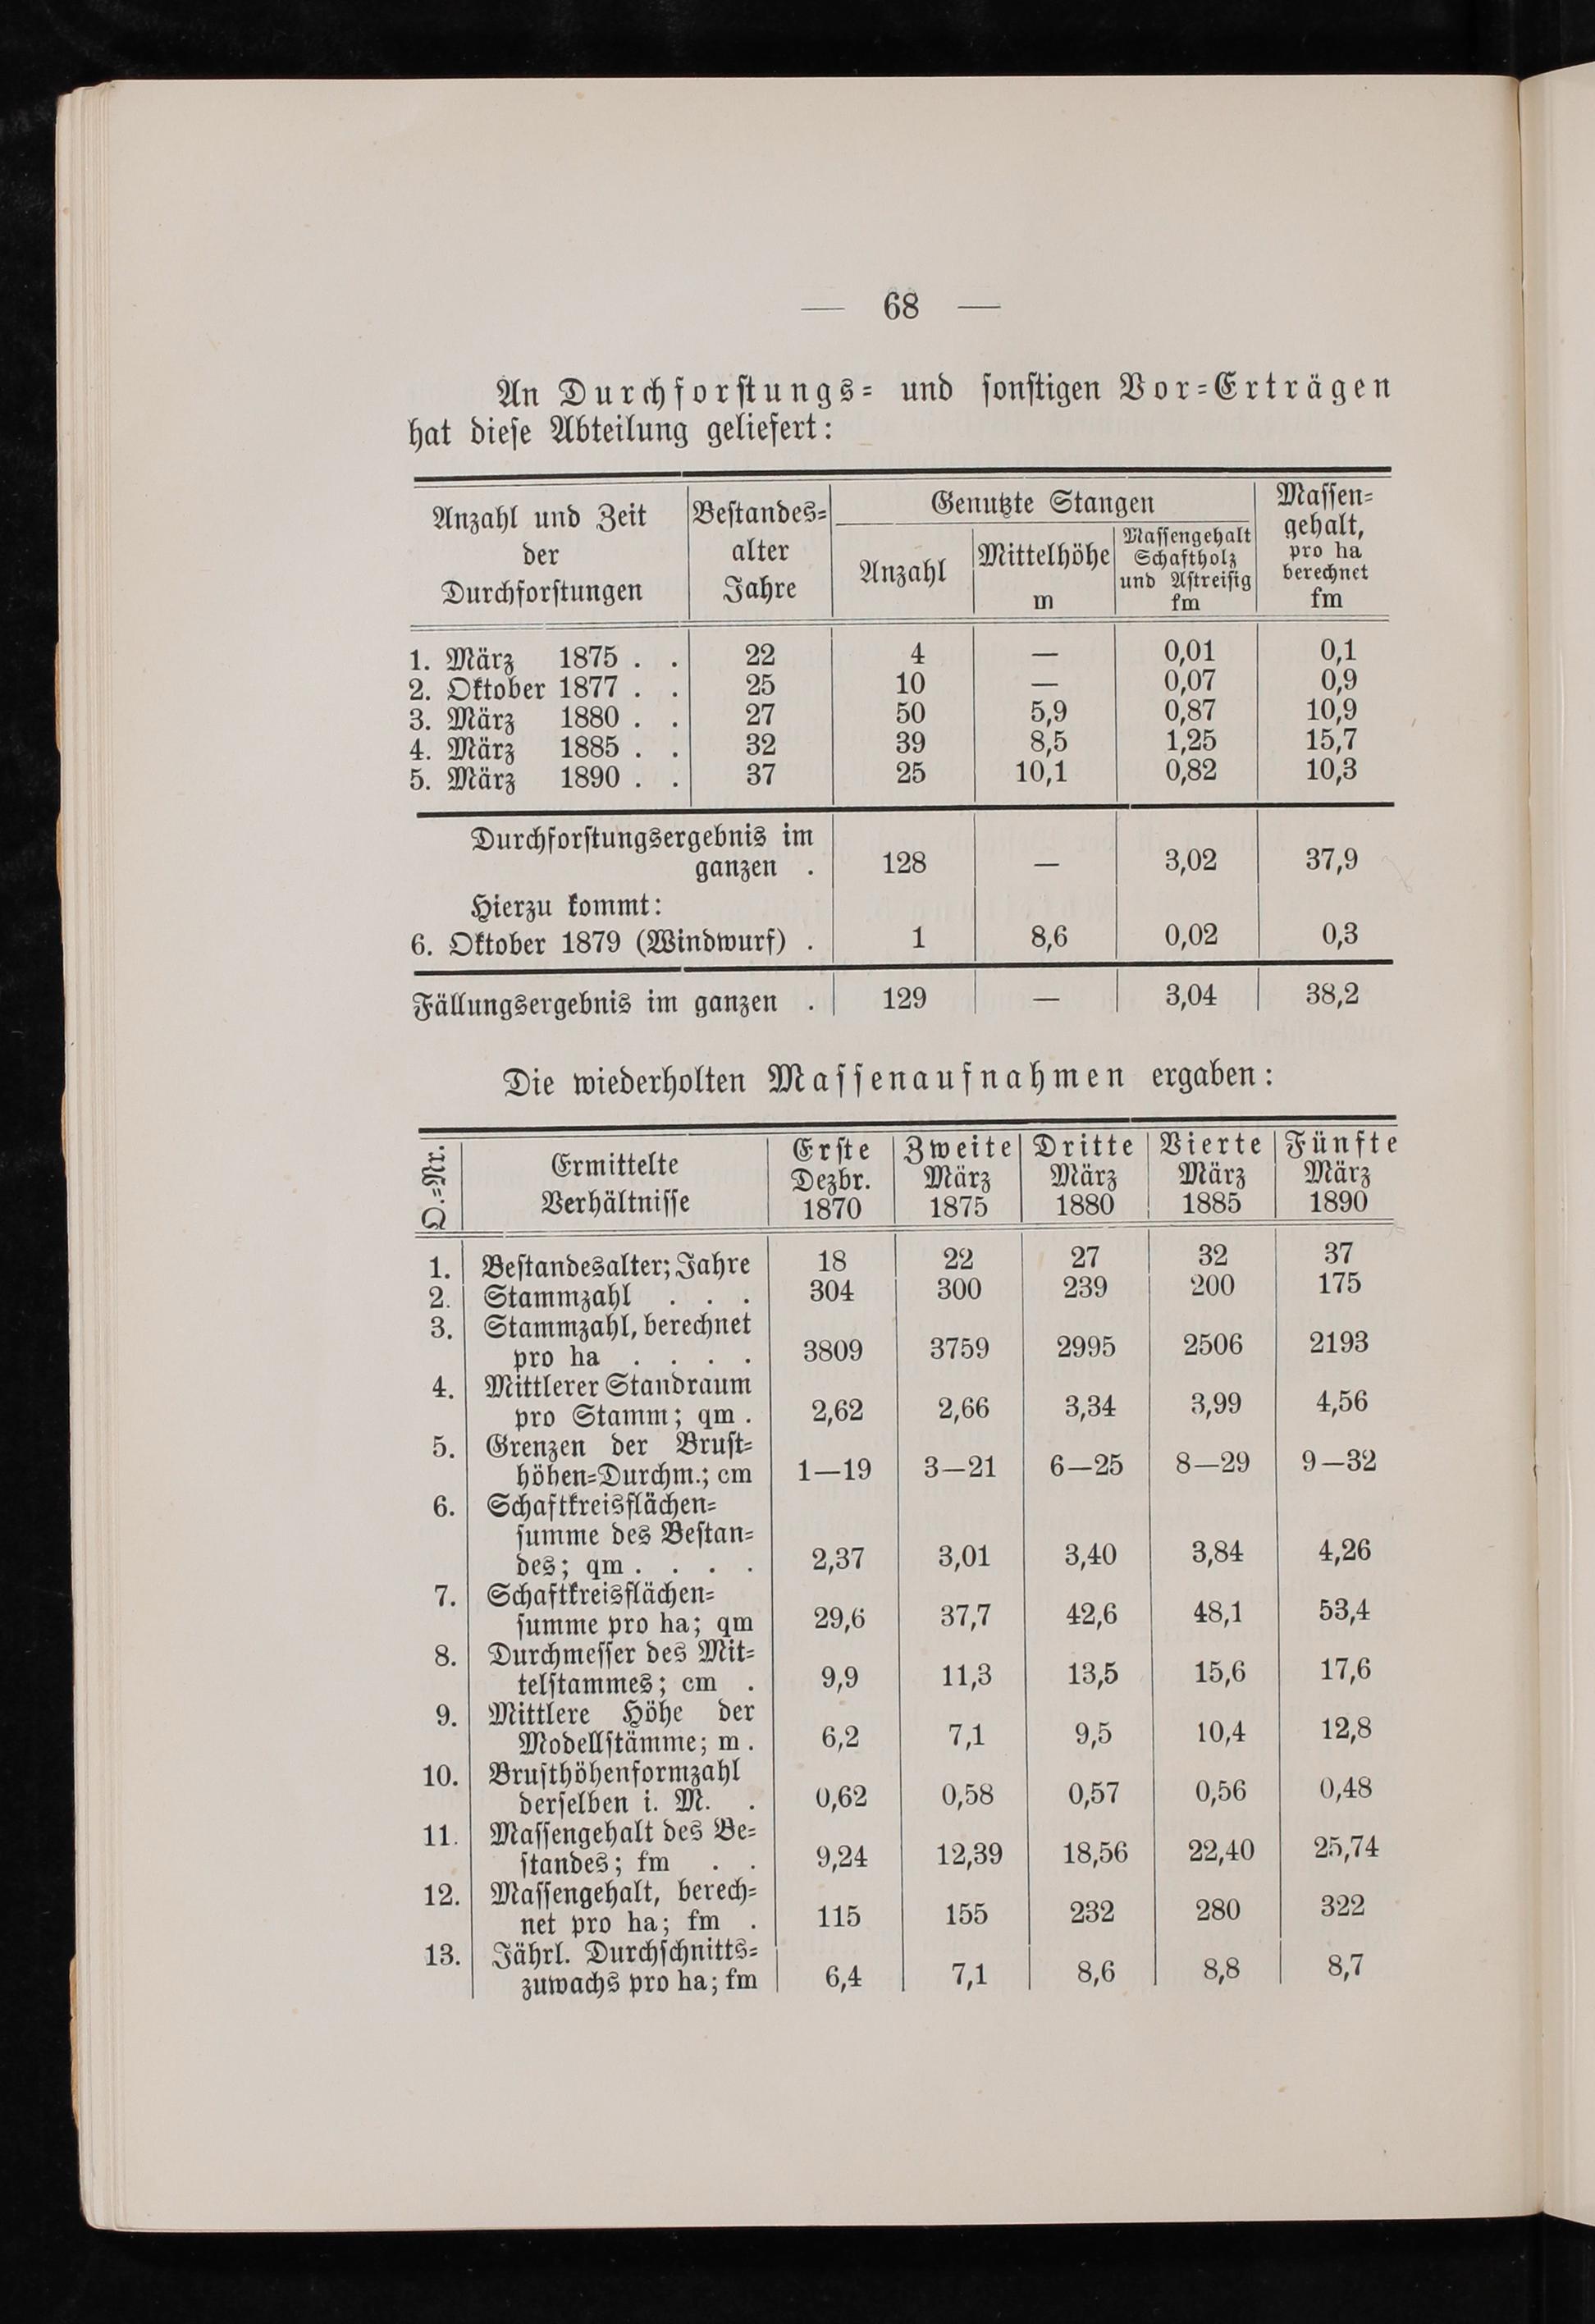 — 68 —
An Durchforſtungs= und ſonſtigen Vor=Erträgen
hat dieſe Abteilung geliefert:
Anzahl und Zeit der Durchforſtungen | Beſtandes= alter Jahre | Genutzte Stangen | Maſſen= gehalt, pro ha berechnet fm
Anzahl | Mittelhöhe m | Maſſengehalt Schaftholz und Aſtreiſig fm
1. März 1875 . . 22 4 — 0,01 0,1
2. Oktober 1877 . . 25 10 — 0,07 0,9
3. März 1880 . . 27 50 5,9 0,87 10,9
4. März 1885 . . 32 39 8,5 1,25 15,7
5. März 1890 . . 37 25 10,1 0,82 10,3
Durchforſtungsergebnis im
ganzen . 128 — 3,02 37,9
Hierzu kommt:
6. Oktober 1879 (Windwurf) . 1 8,6 0,02 0,3
Fällungsergebnis im ganzen . 129 — 3,04 38,2
Die wiederholten Maſſenaufnahmen ergaben:
O.=Nr. | Ermittelte Verhältniſſe | Erſte Dezbr. 1870 | Zweite März 1875 | Dritte März 1880 | Vierte März 1885 | Fünfte März 1890
1. Beſtandesalter; Jahre 18 22 27 32 37
2. Stammzahl . . . 304 300 239 200 175
3. Stammzahl, berechnet
pro ha . . . . 3809 3759 2995 2506 2193
4. Mittlerer Standraum
pro Stamm; qm . 2,62 2,66 3,34 3,99 4,56
5. Grenzen der Bruſt=
höhen=Durchm.; cm 1—19 3—21 6—25 8—29 9—32
6. Schaftkreisflächen=
ſumme des Beſtan=
des; qm . . . . 2,37 3,01 3,40 3,84 4,26
7. Schaftkreisflächen=
ſumme pro ha; qm 29,6 37,7 42,6 48,1 53,4
8. Durchmeſſer des Mit=
telſtammes; cm . 9,9 11,3 13,5 15,6 17,6
9. Mittlere Höhe der
Modellſtämme; m . 6,2 7,1 9,5 10,4 12,8
10. Bruſthöhenformzahl
derſelben i. M. . 0,62 0,58 0,57 0,56 0,48
11. Maſſengehalt des Be=
ſtandes; fm . . 9,24 12,39 18,56 22,40 25,74
12. Maſſengehalt, berech=
net pro ha; fm . 115 155 232 280 322
13. Jährl. Durchſchnitts=
zuwachs pro ha; fm 6,4 7,1 8,6 8,8 8,7